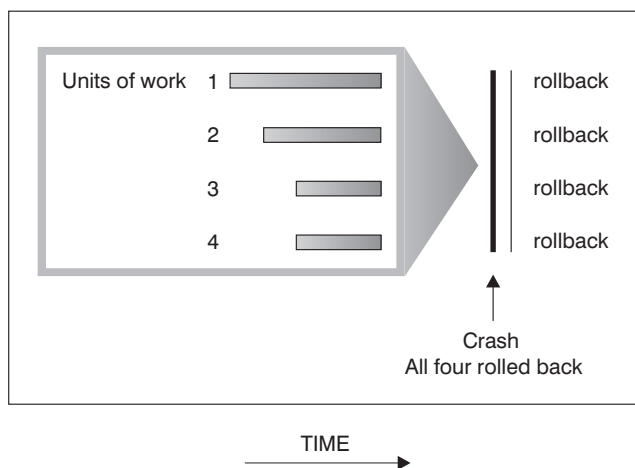 Units of work 1 rollback
2 rollback
3 rollback
4 rollback
Crash
All four rolled back
TIME